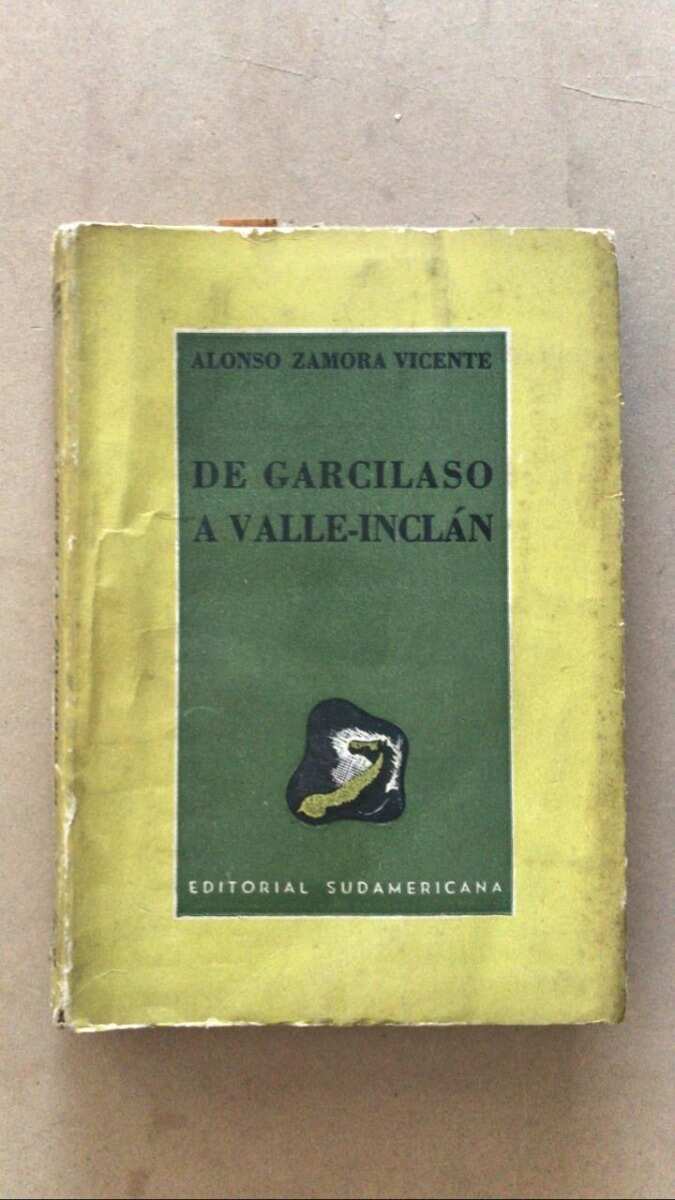 ALONSO ZAMORA VICENTE
DE GARCILASO
A VALLE-INCLÁN
EDITORIAL SUDAMERICANA